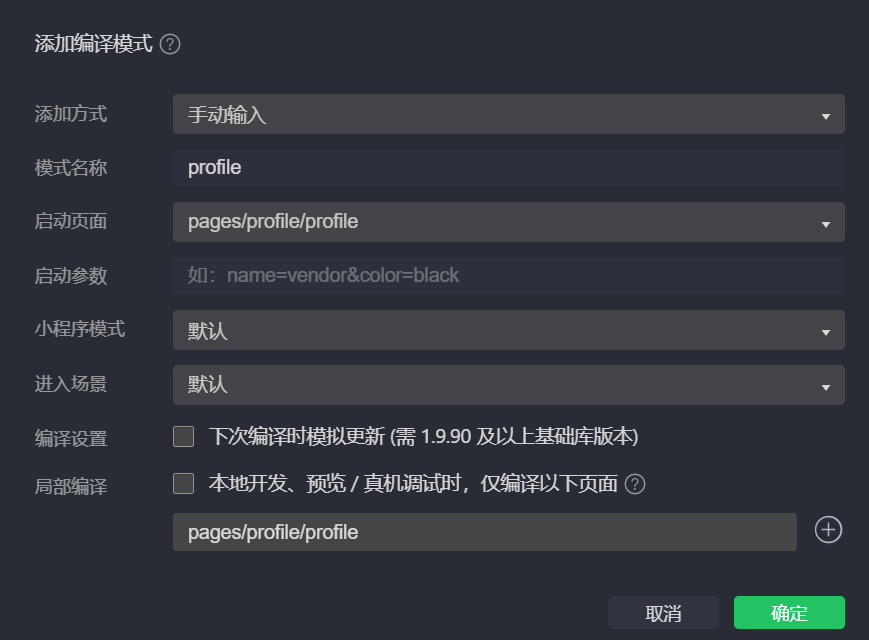 添加编译模式
添加方式 手动输入
模式名称 profile
启动页面 pages/profile/profile
启动参数 如：name=vendor&color=black
小程序模式 默认
进入场景 默认
编译设置 下次编译时模拟更新 (需 1.9.90 及以上基础库版本)
局部编译 本地开发、预览 / 真机调试时，仅编译以下页面
pages/profile/profile
取消 确定